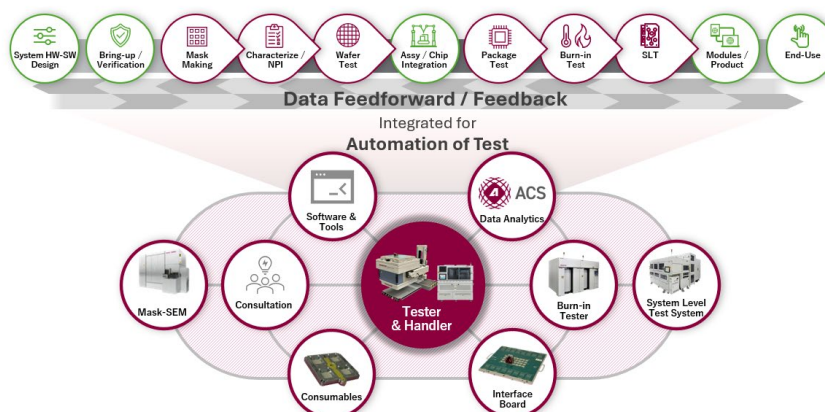 System HW-SW
Design
Bring-up /
Verification
Mask
Making
Characterize /
NPI
Wafer
Test
Assy / Chip
Integration
Package
Test
Burn-in
Test
SLT
Modules /
Product
End-Use
Data Feedforward / Feedback
Integrated for
Automation of Test
Software &
Tools
ACS
Data Analytics
Mask-SEM
Consultation
Tester
& Handler
Burn-in
Tester
System Level
Test System
Consumables
Interface
Board